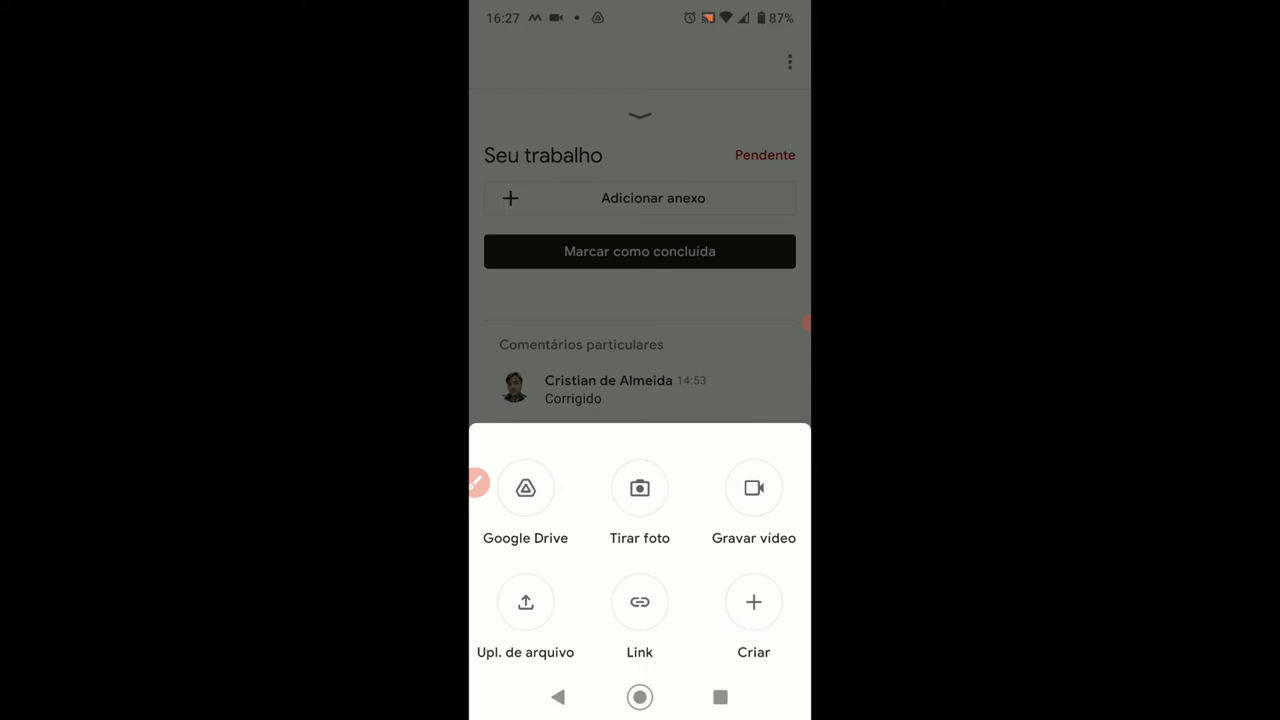 16:27 87%
Seu trabalho Pendente
Adicionar anexo
Marcar como concluída
Comentários particulares
Cristian de Almeida 14:53
Corrigido
Google Drive Tirar foto Gravar vídeo
Upl. de arquivo Link Criar